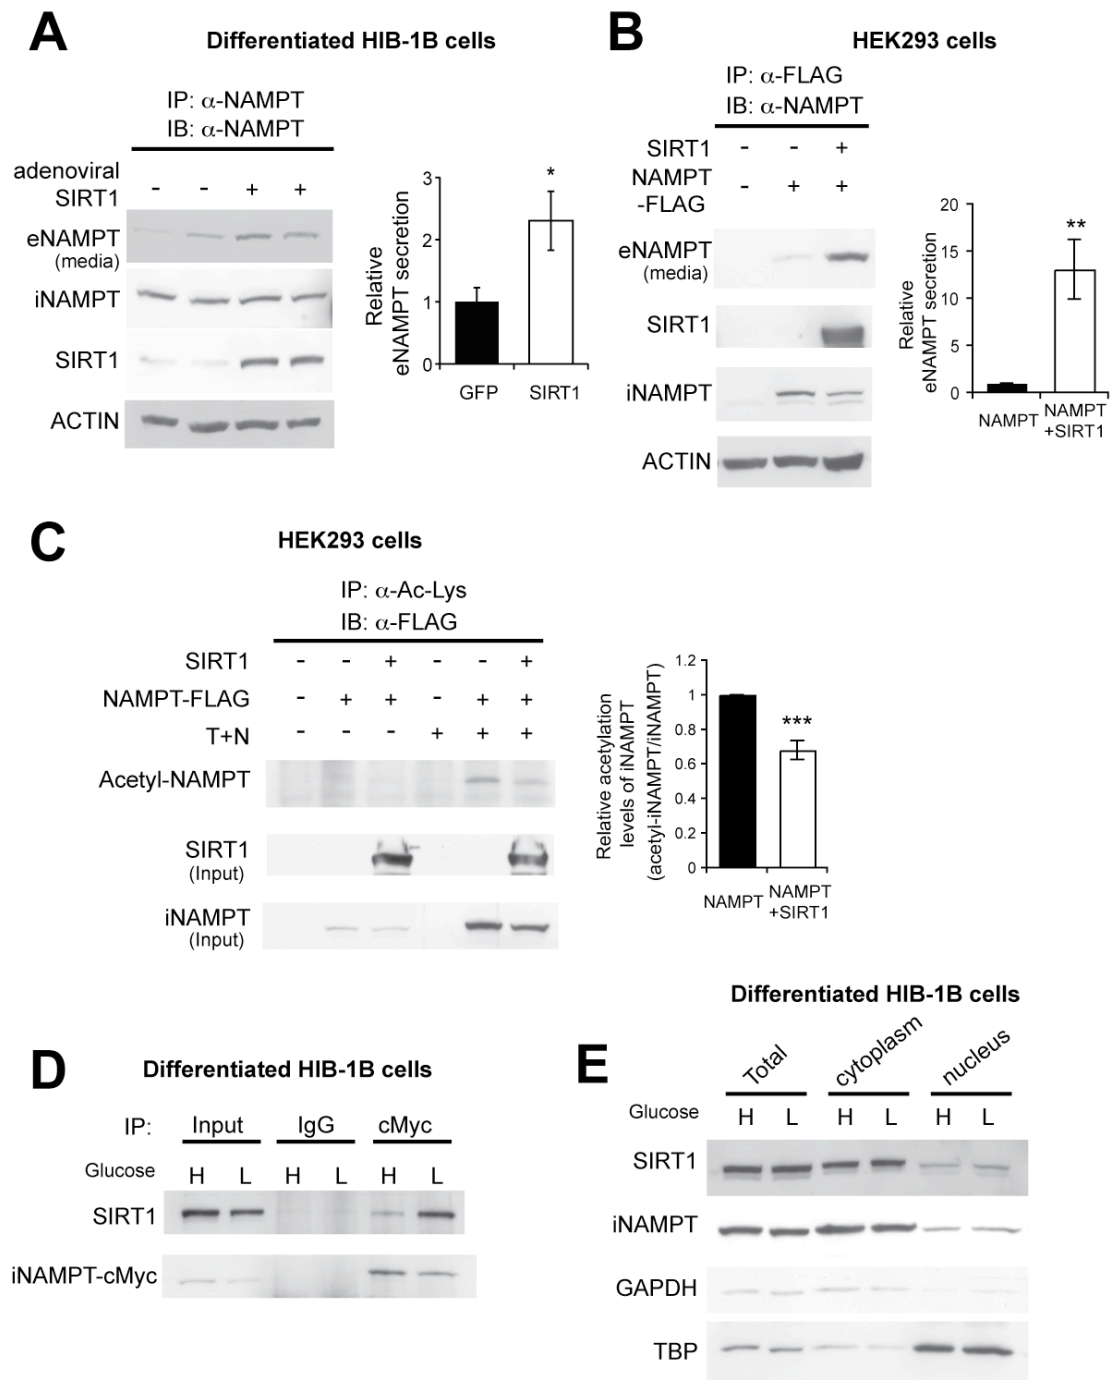 A
Differentiated HIB-1B cells
IP: α-NAMPT
IB: α-NAMPT
adenoviral
SIRT1
- - + +
eNAMPT
(media)
iNAMPT
SIRT1
ACTIN
Relative
eNAMPT secretion
3
2
1
0
*
GFP SIRT1
B
HEK293 cells
IP: α-FLAG
IB: α-NAMPT
SIRT1 - - +
NAMPT
-FLAG
- + +
eNAMPT
(media)
SIRT1
iNAMPT
ACTIN
Relative
eNAMPT secretion
20
15
10
5
0
**
NAMPT
NAMPT
+SIRT1
C
HEK293 cells
IP: α-Ac-Lys
IB: α-FLAG
SIRT1 - - + - - +
NAMPT-FLAG - + + - + +
T+N - - - + + +
Acetyl-NAMPT
SIRT1
(Input)
iNAMPT
(Input)
Relative acetylation
levels of iNAMPT
(acetyl-iNAMPT/iNAMPT)
1.2
1
0.8
0.6
0.4
0.2
0
***
NAMPT
NAMPT
+SIRT1
D
Differentiated HIB-1B cells
IP: Input IgG cMyc
Glucose H L H L H L
SIRT1
iNAMPT-cMyc
E
Differentiated HIB-1B cells
Total cytoplasm nucleus
Glucose H L H L H L
SIRT1
iNAMPT
GAPDH
TBP